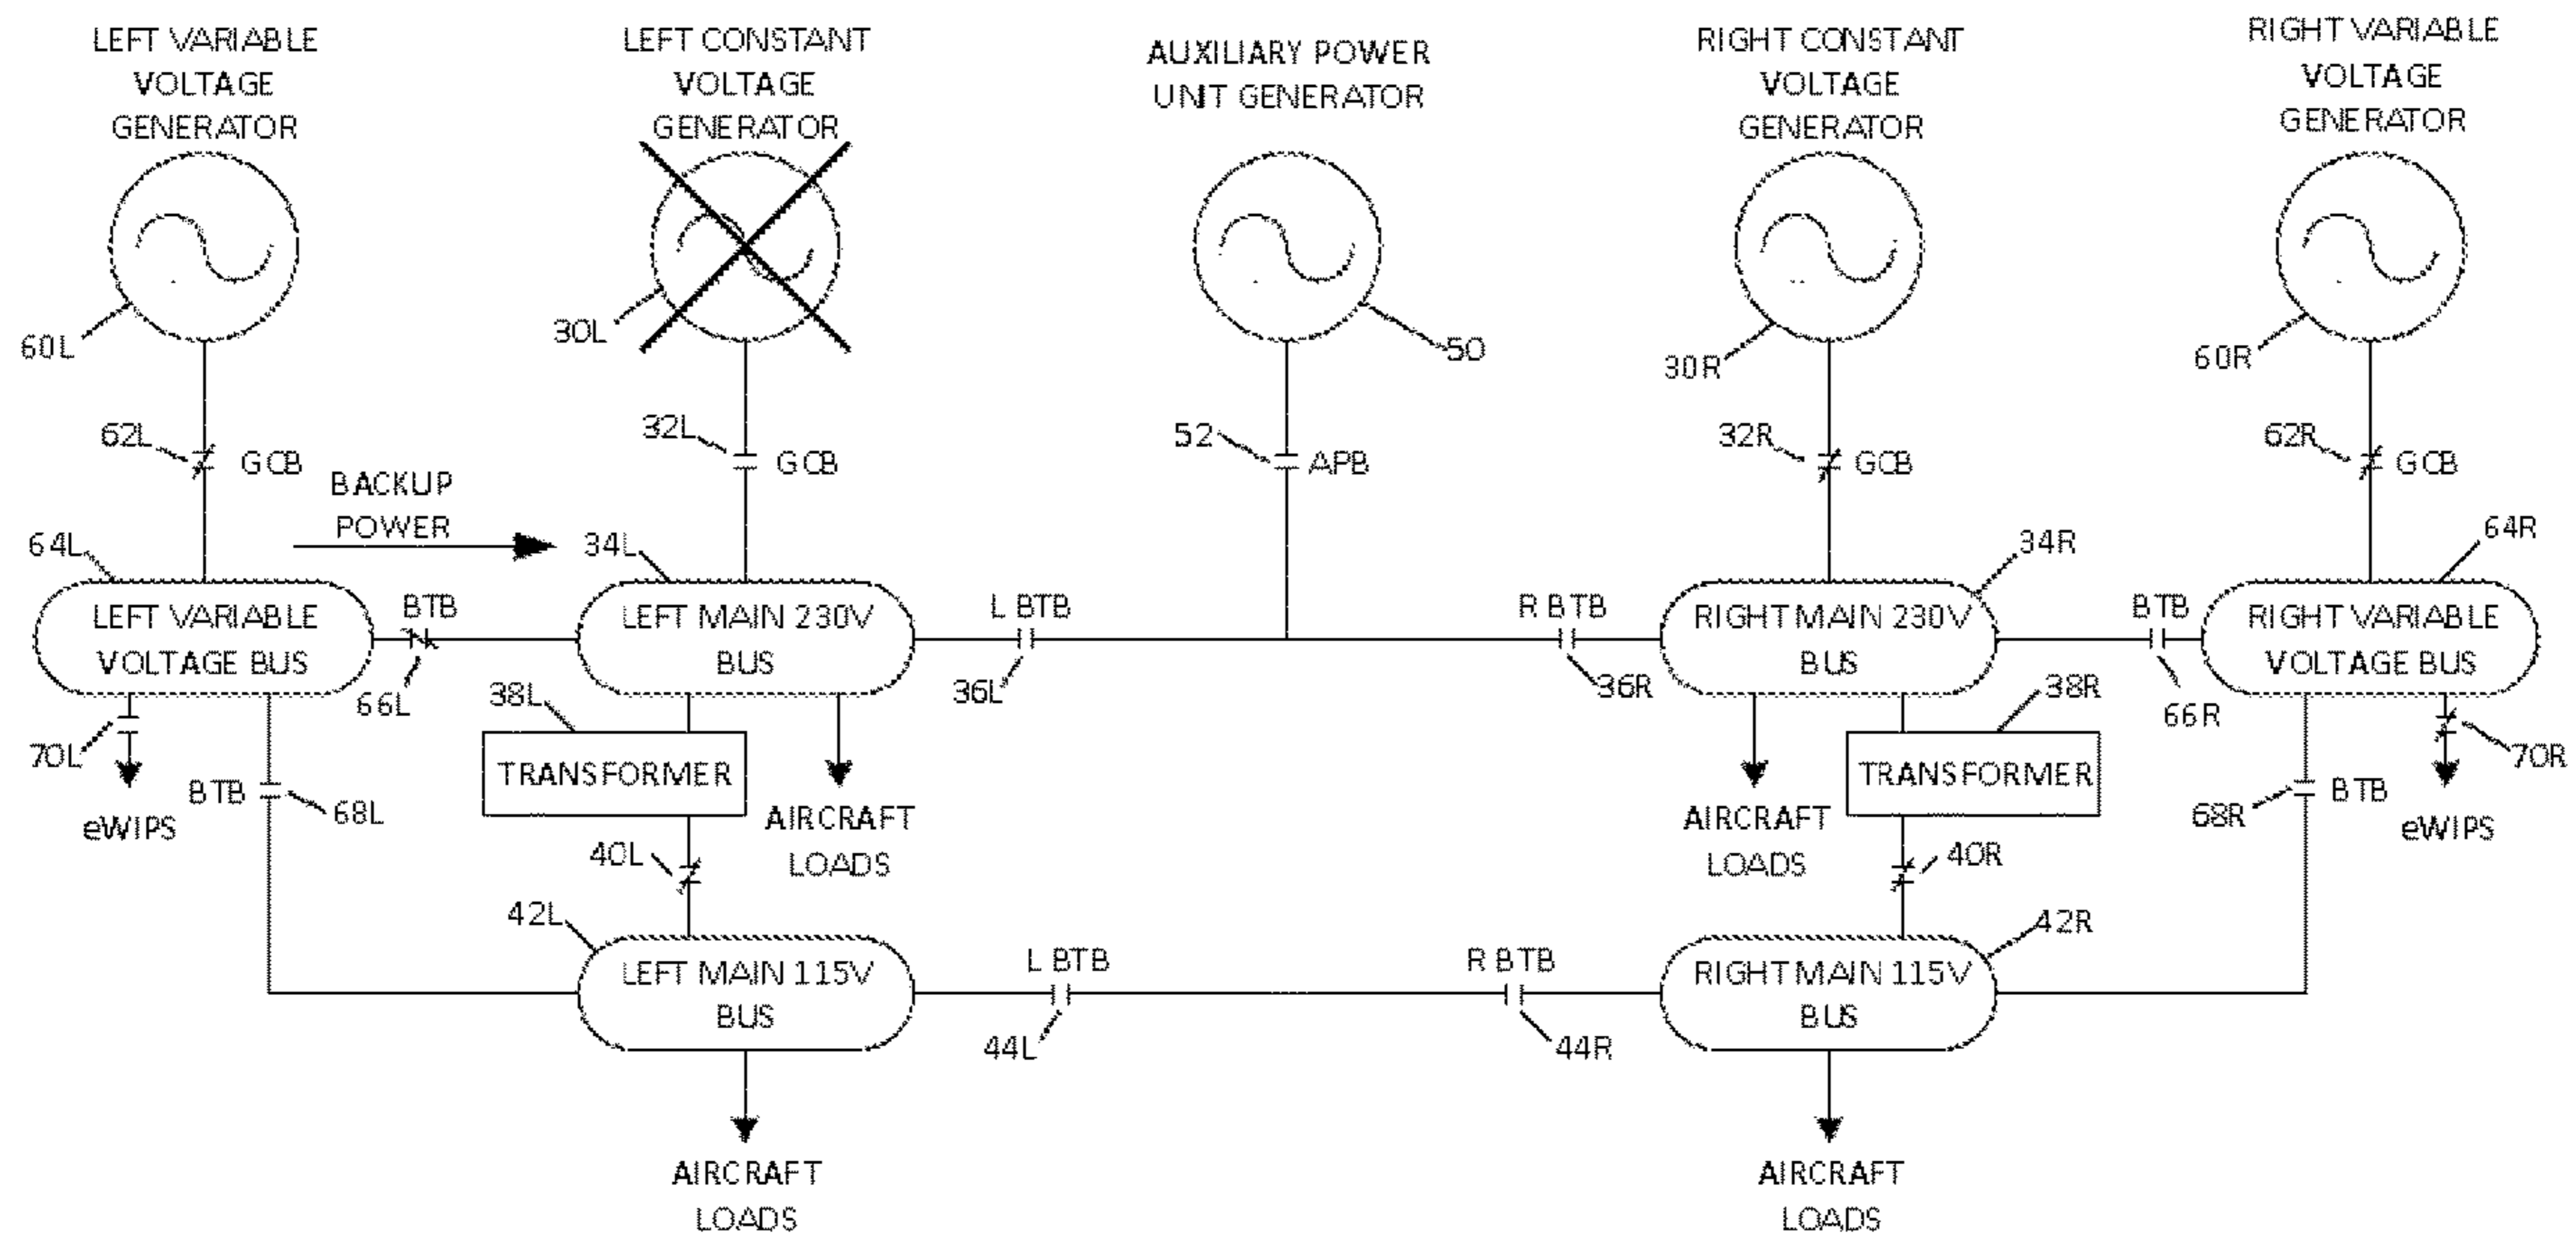 LEFT VARIABLE
VOLTAGE
GENERATOR
LEFT CONSTANT
VOLTAGE
GENERATOR
AUXILIARY POWER
UNIT GENERATOR
RIGHT CONSTANT
VOLTAGE
GENERATOR
RIGHT VARIABLE
VOLTAGE
GENERATOR
60L
30L
50
30R
60R
62L
GCB
32L
GCB
52
APB
32R
GCB
62R
GCB
BACKUP
POWER
64L
34L
34R
64R
LEFT VARIABLE
VOLTAGE BUS
BTB
66L
LEFT MAIN 230V
BUS
L BTB
36L
R BTB
36R
RIGHT MAIN 230V
BUS
BTB
66R
RIGHT VARIABLE
VOLTAGE BUS
70L
eWIPS
BTB
68L
38L
TRANSFORMER
AIRCRAFT
LOADS
AIRCRAFT
LOADS
38R
TRANSFORMER
68R
BTB
70R
eWIPS
40L
40R
42L
LEFT MAIN 115V
BUS
L BTB
44L
R BTB
44R
RIGHT MAIN 115V
BUS
42R
AIRCRAFT
LOADS
AIRCRAFT
LOADS